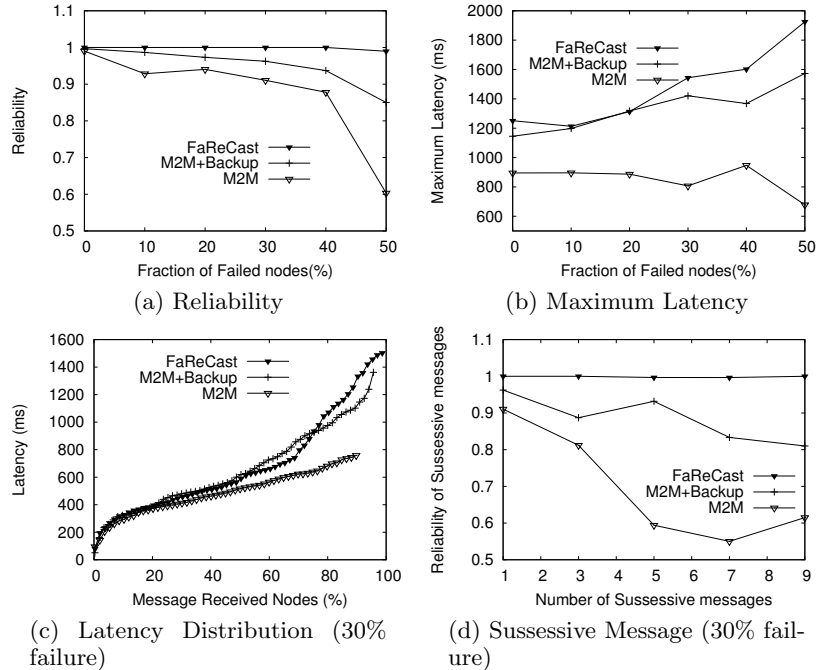 1.1
1
0.9
0.8
0.7
0.6
0.5
Reliability
FaReCast
M2M+Backup
M2M
0 10 20 30 40 50
Fraction of Failed nodes(%)
(a) Reliability
2000
1800
1600
1400
1200
1000
800
600
Maximum Latency (ms)
FaReCast
M2M+Backup
M2M
0 10 20 30 40 50
Fraction of Failed nodes(%)
(b) Maximum Latency
1600
1400
1200
1000
800
600
400
200
0
Latency (ms)
FaReCast
M2M+Backup
M2M
0 20 40 60 80 100
Message Received Nodes (%)
(c) Latency Distribution (30%
failure)
1.1
1
0.9
0.8
0.7
0.6
0.5
Reliability of Sussessive messages
FaReCast
M2M+Backup
M2M
1 2 3 4 5 6 7 8 9
Number of Sussessive messages
(d) Sussessive Message (30% fail-
ure)